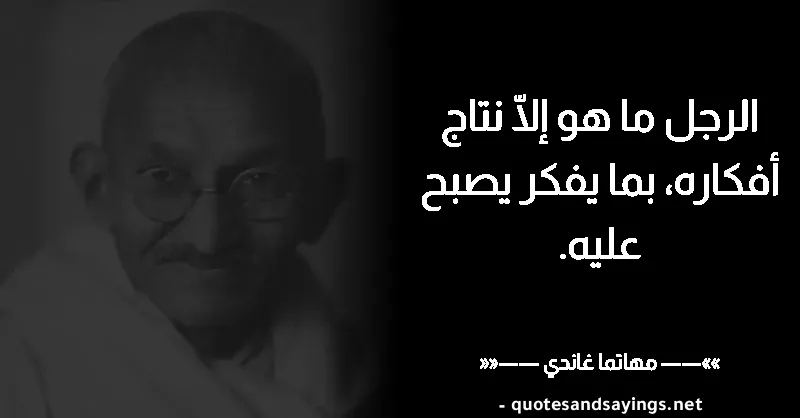 الرجل ما هو إلاّ نتاج
أفكاره، بما يفكر يصبح
عليه.
»»—— مهاتما غاندي ——««
- quotesandsayings.net